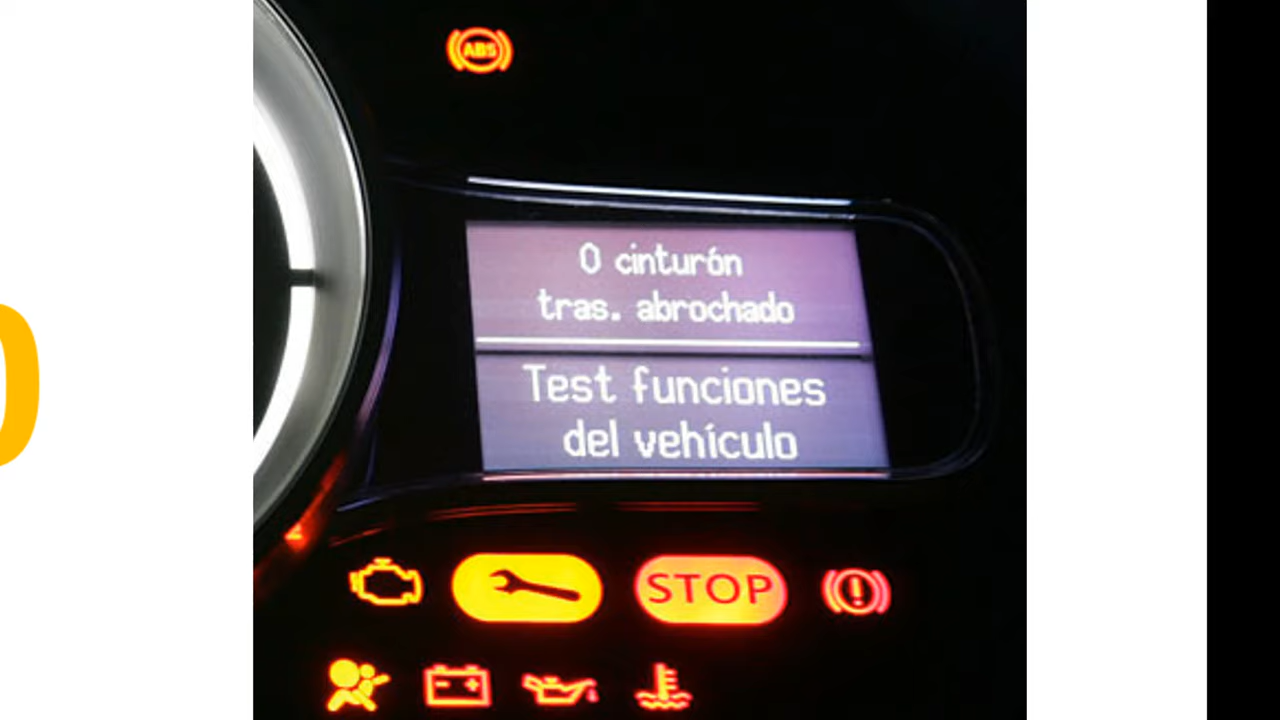 ABS
0 cinturón
tras. abrochado
Test funciones
del vehículo
STOP